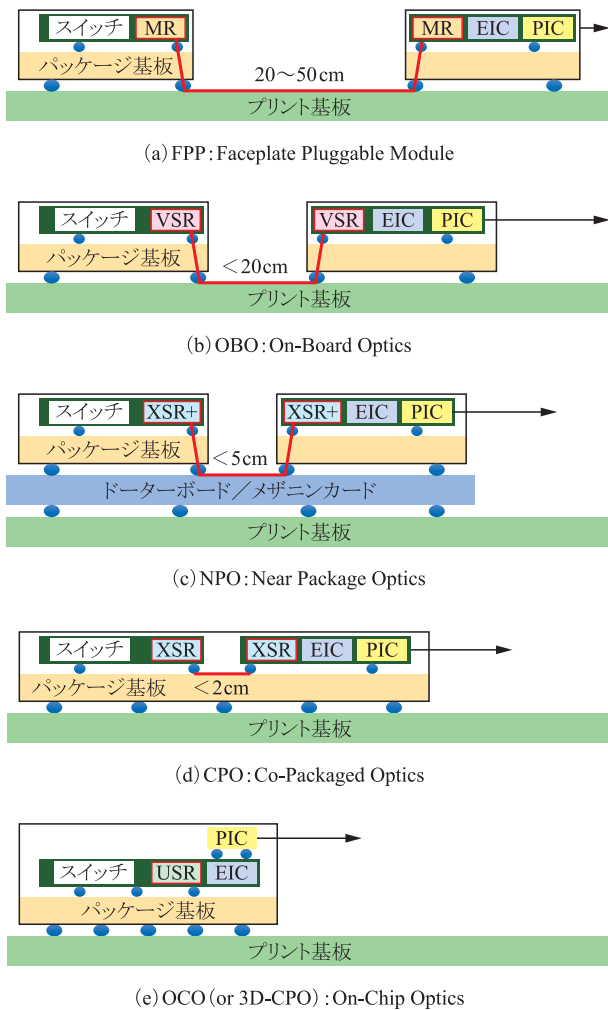 スイッチ MR MR EIC PIC
パッケージ基板
20～50cm
プリント基板
(a) FPP：Faceplate Pluggable Module
スイッチ VSR VSR EIC PIC
パッケージ基板
＜20cm
プリント基板
(b) OBO：On-Board Optics
スイッチ XSR+ XSR+ EIC PIC
パッケージ基板
＜5cm
ドーターボード／メザニンカード
プリント基板
(c) NPO：Near Package Optics
スイッチ XSR XSR EIC PIC
パッケージ基板 ＜2cm
プリント基板
(d) CPO：Co-Packaged Optics
PIC
スイッチ USR EIC
パッケージ基板
プリント基板
(e) OCO (or 3D-CPO)：On-Chip Optics